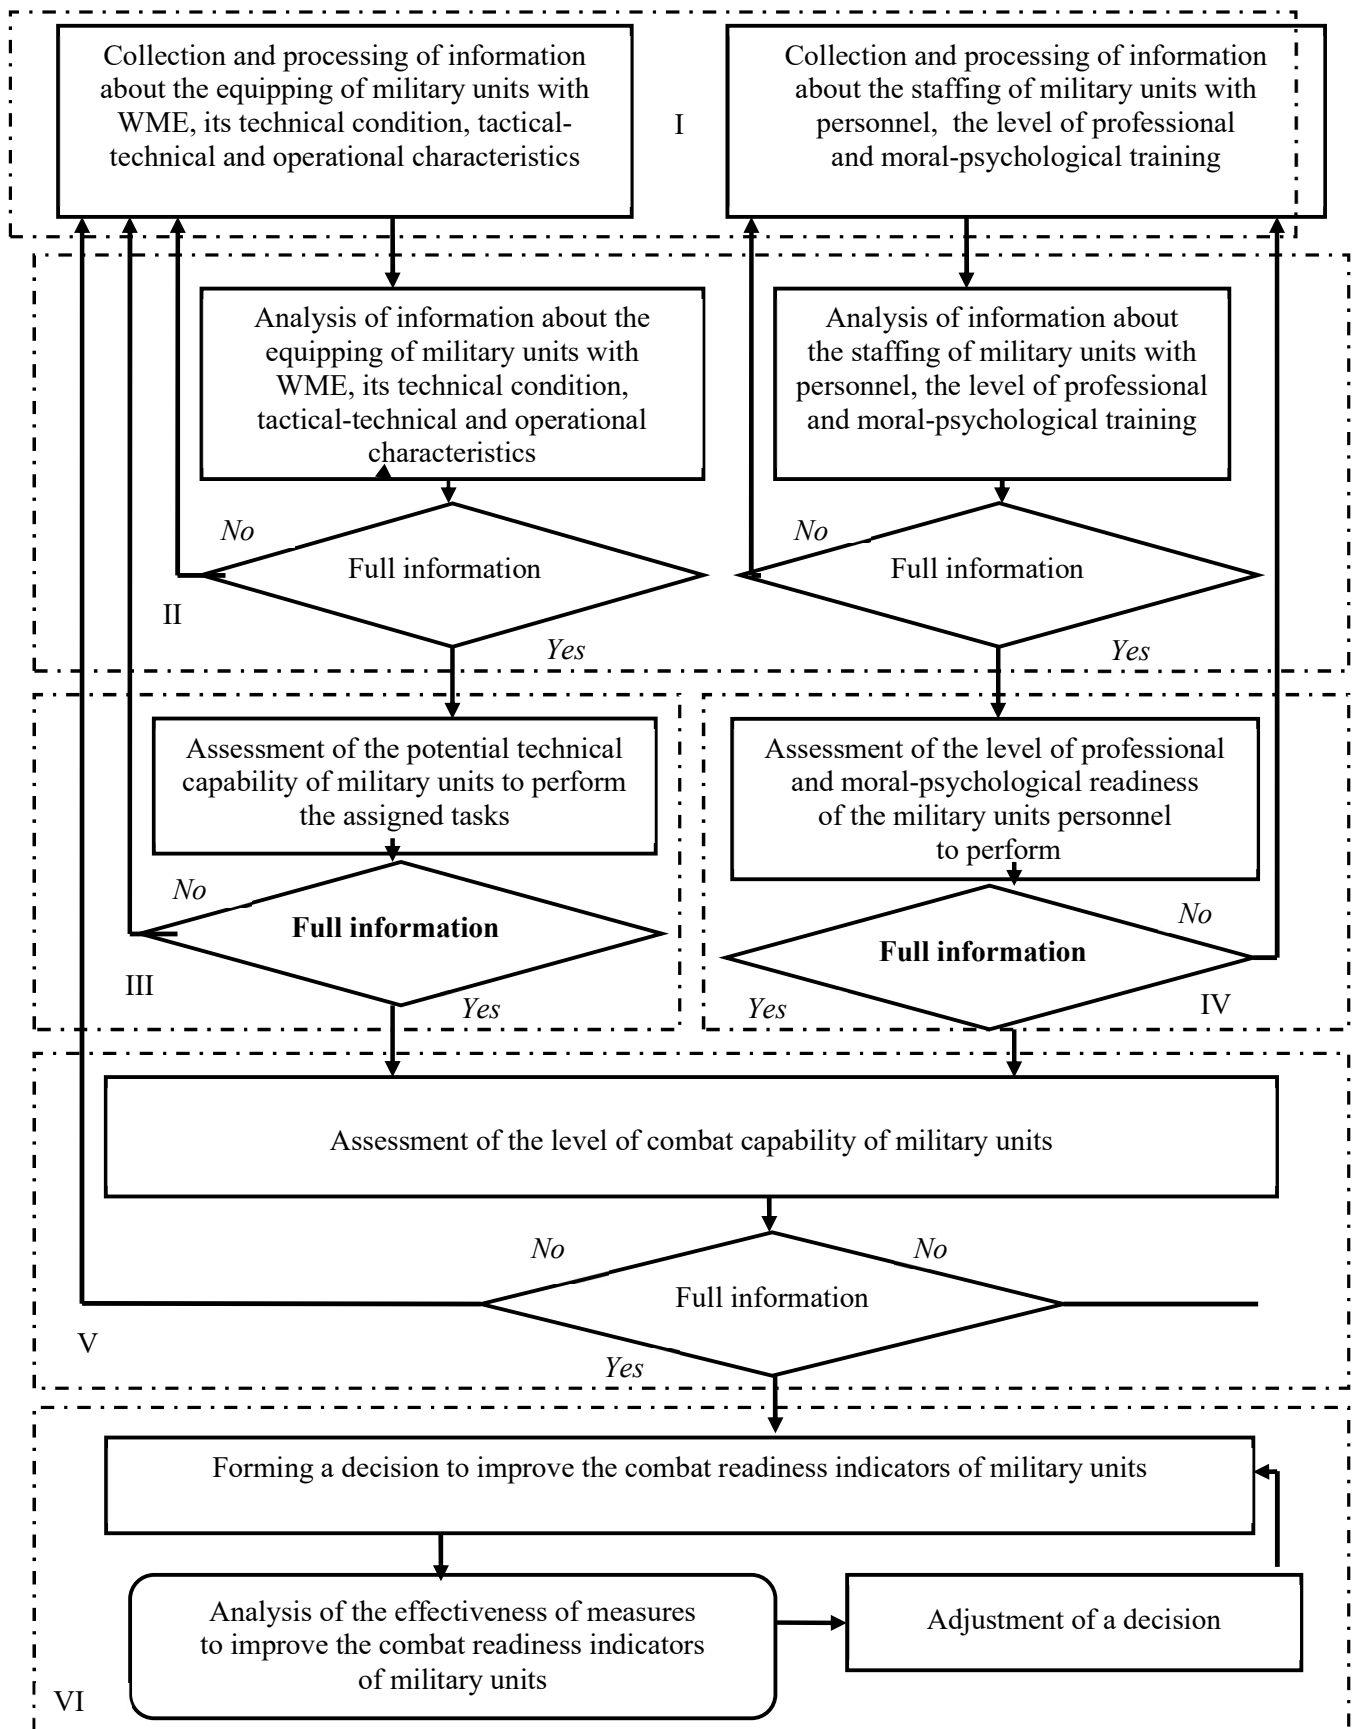 Collection and processing of information
about the equipping of military units with
WME, its technical condition, tactical-
technical and operational characteristics
I
Collection and processing of information
about the staffing of military units with
personnel, the level of professional
and moral-psychological training
Analysis of information about the
equipping of military units with
WME, its technical condition,
tactical-technical and operational
characteristics
Analysis of information about
the staffing of military units with
personnel, the level of professional
and moral-psychological training
No
Full information
II
Yes
No
Full information
Yes
Assessment of the potential technical
capability of military units to perform
the assigned tasks
No
Full information
III
Yes
Assessment of the level of professional
and moral-psychological readiness
of the military units personnel
to perform
No
Full information
Yes
IV
Assessment of the level of combat capability of military units
No
No
Full information
V
Yes
Forming a decision to improve the combat readiness indicators of military units
Analysis of the effectiveness of measures
to improve the combat readiness indicators
of military units
Adjustment of a decision
VI